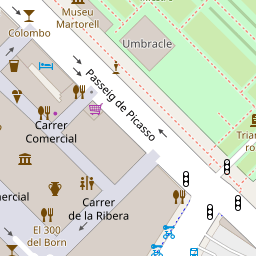 Museu
Martorell
Colombo
Umbracle
Passeig de Picasso
Carrer
Comercial
Trian
ro
ercial
Carrer
de la Ribera
El 300
del Born